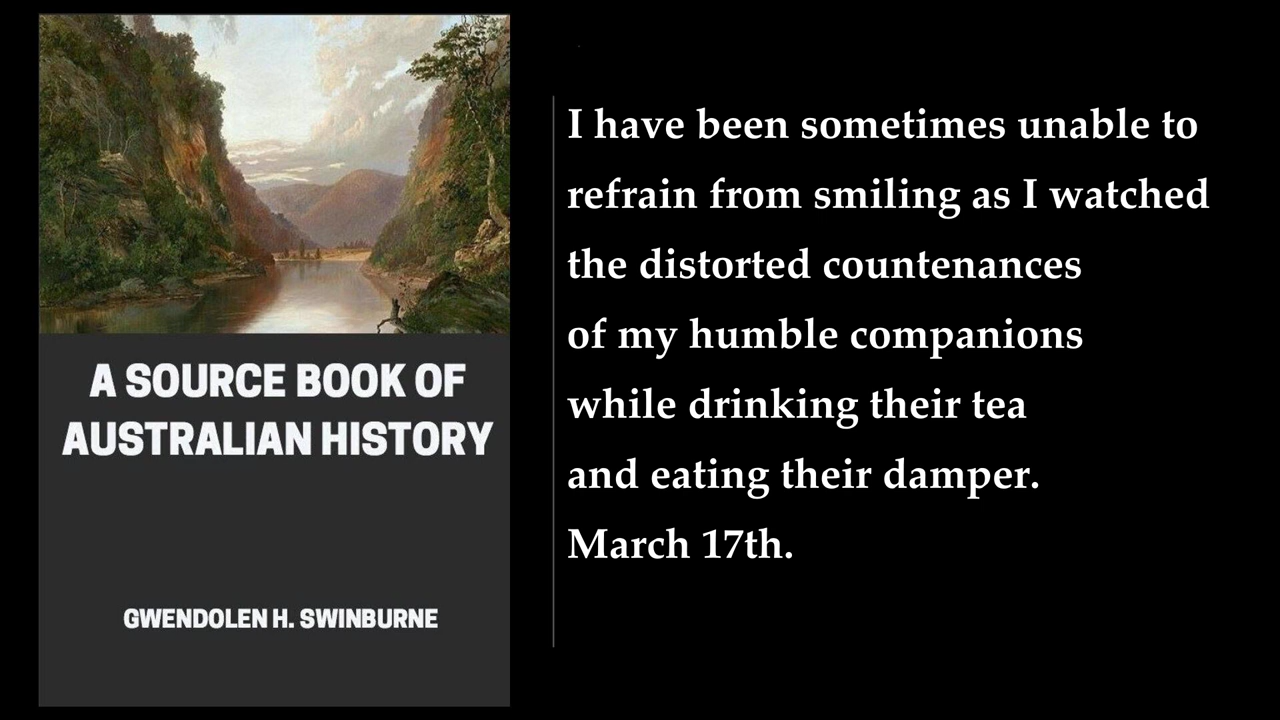 A SOURCE BOOK OF
AUSTRALIAN HISTORY
GWENDOLEN H. SWINBURNE
I have been sometimes unable to
refrain from smiling as I watched
the distorted countenances
of my humble companions
while drinking their tea
and eating their damper.
March 17th.